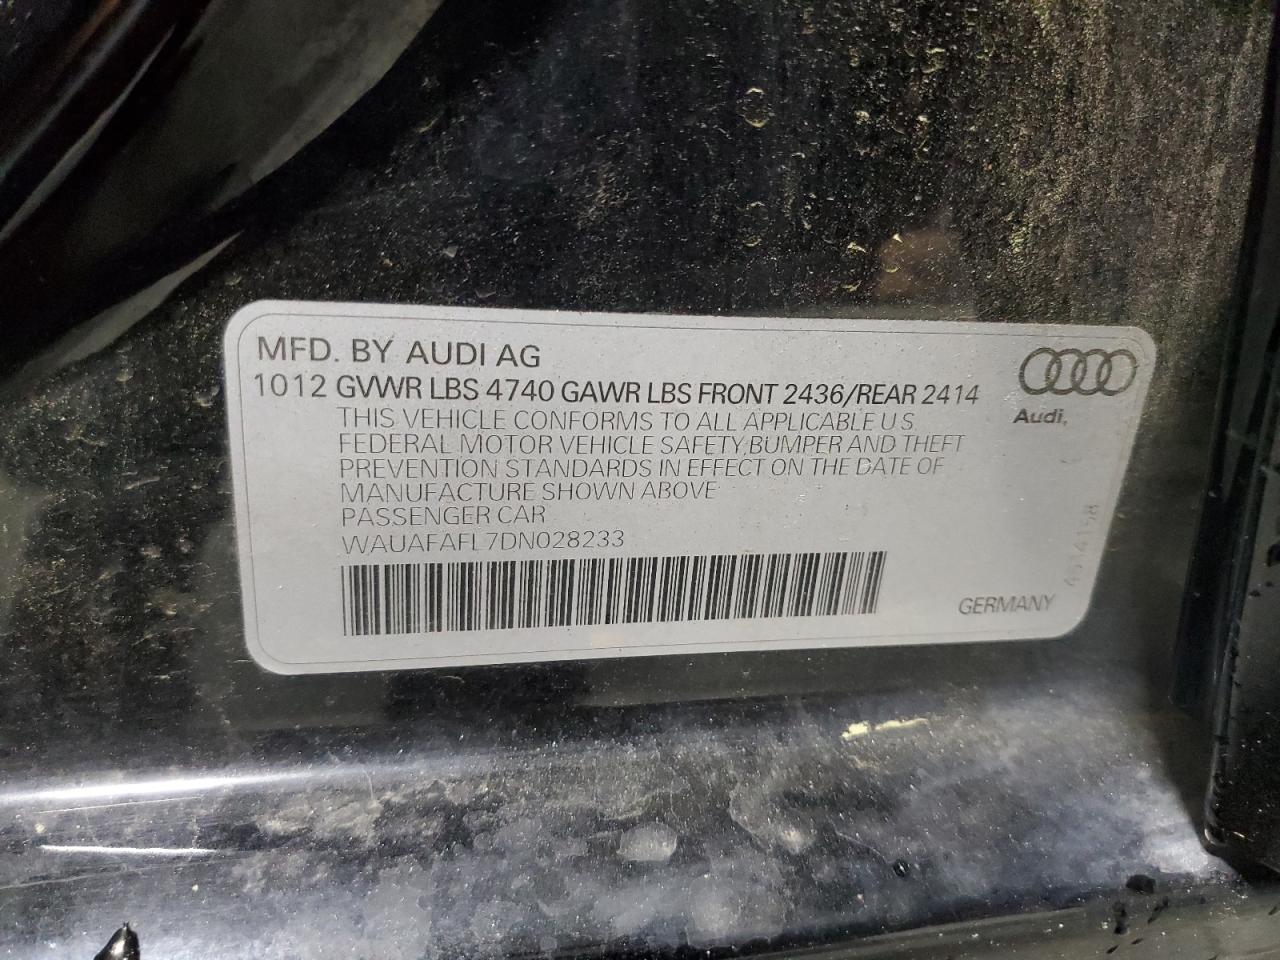 MFD. BY AUDI AG
1012 GVWR LBS 4740 GAWR LBS FRONT 2436/REAR 2414
Audi,
THIS VEHICLE CONFORMS TO ALL APPLICABLE U.S.
FEDERAL MOTOR VEHICLE SAFETY, BUMPER AND THEFT
PREVENTION STANDARDS IN EFFECT ON THE DATE OF
MANUFACTURE SHOWN ABOVE
PASSENGER CAR
WAUAFAFL7DN028233
GERMANY